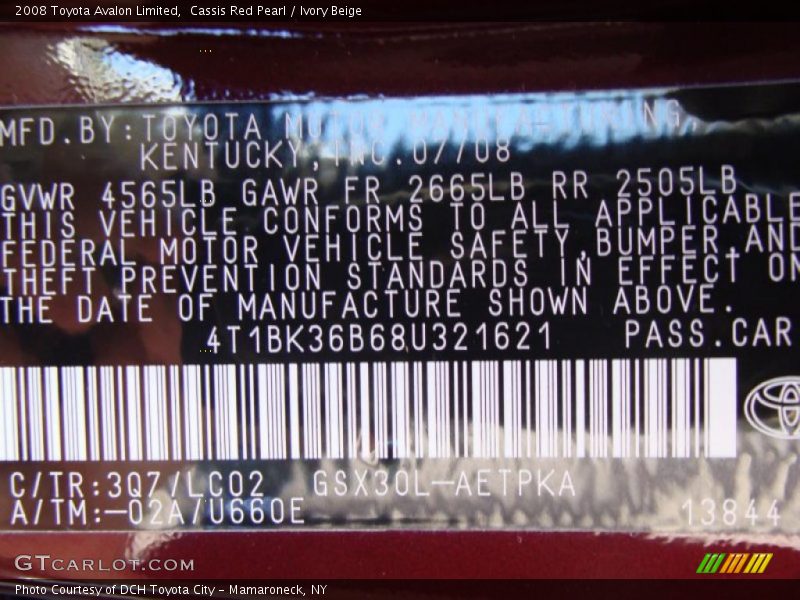 2008 Toyota Avalon Limited,  Cassis Red Pearl / Ivory Beige
MFD.BY:TOYOTA MOTOR MANUFACTURING,
KENTUCKY,INC.07/08
GVWR 4565LB GAWR FR 2665LB RR 2505LB
THIS VEHICLE CONFORMS TO ALL APPLICABLE
FEDERAL MOTOR VEHICLE SAFETY,BUMPER,AND
THEFT PREVENTION STANDARDS IN EFFECT ON
THE DATE OF MANUFACTURE SHOWN ABOVE.
4T1BK36B68U321621 PASS.CAR
C/TR:3Q7/LC02 GSX30L-AETPKA
A/TM:-02A/U660E
13844
GTCARLOT.COM
Photo Courtesy of DCH Toyota City - Mamaroneck, NY